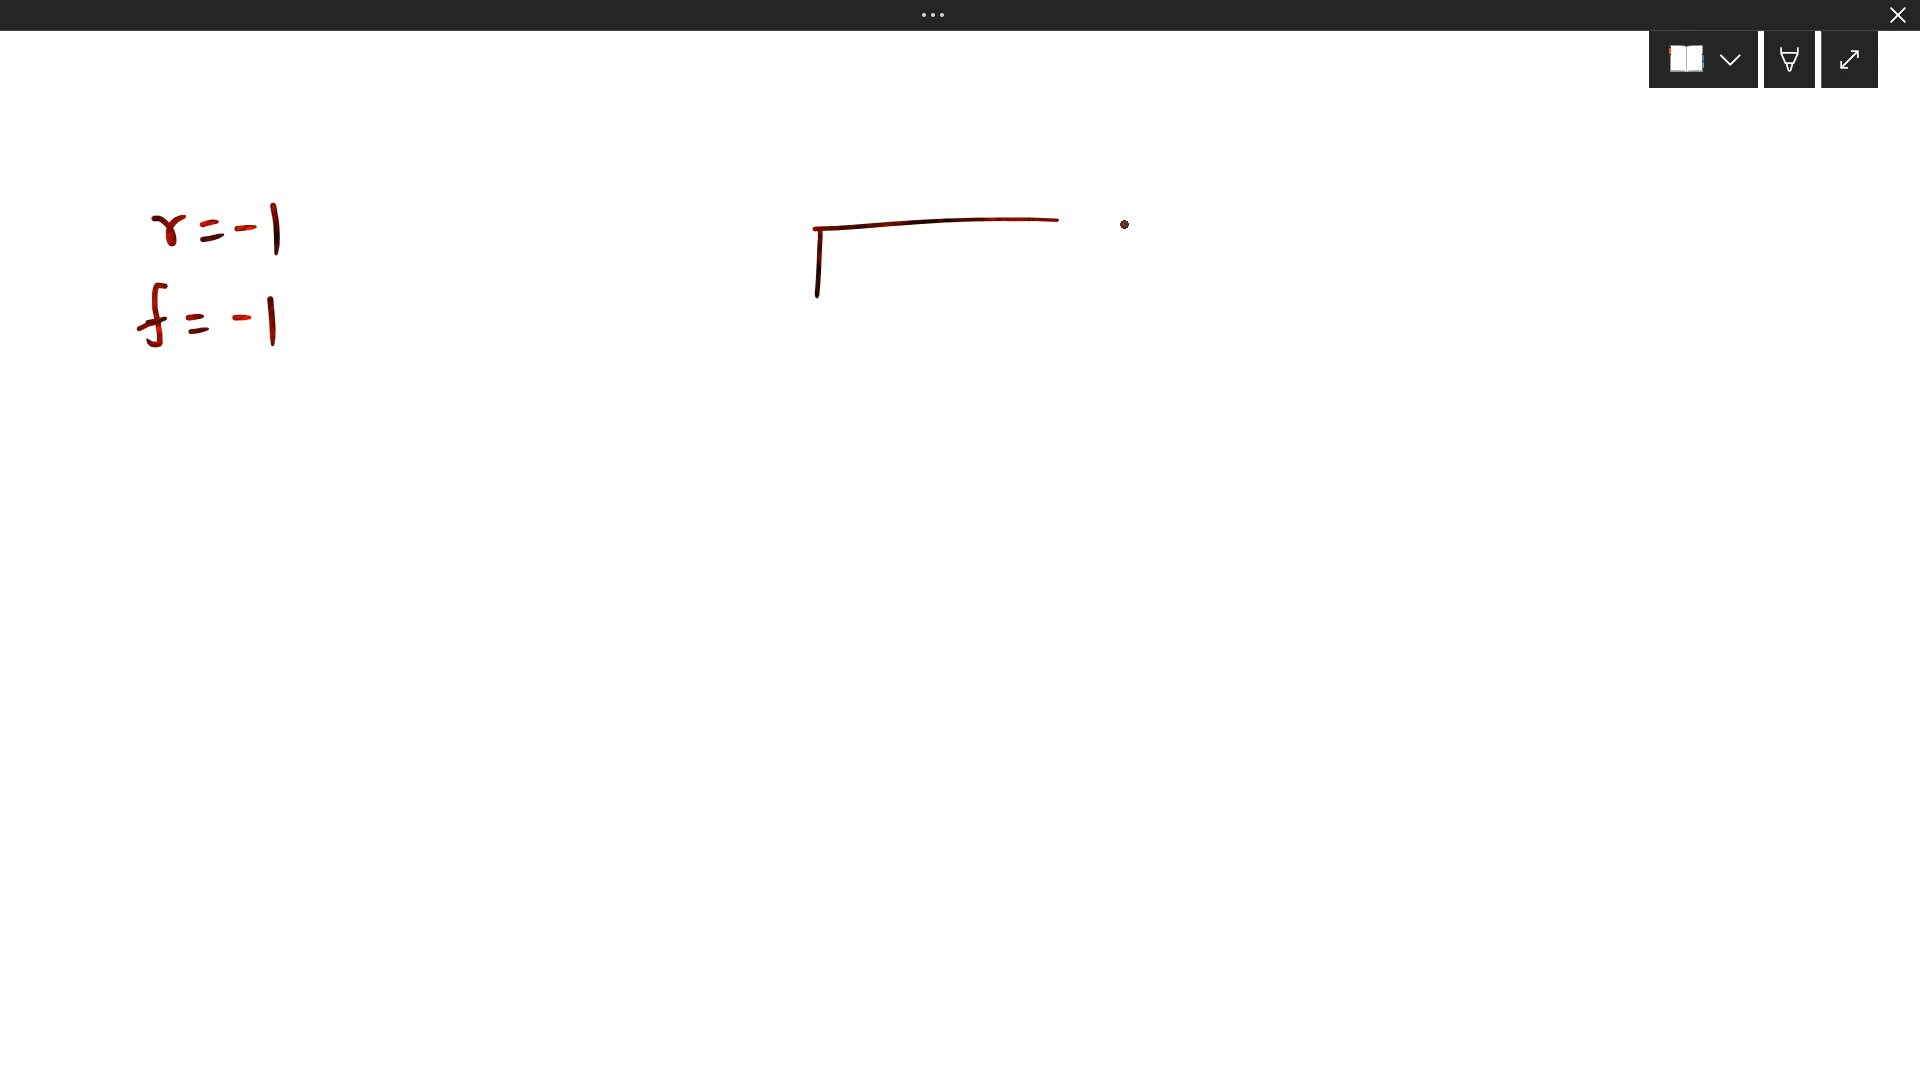 r = -1
f = -1